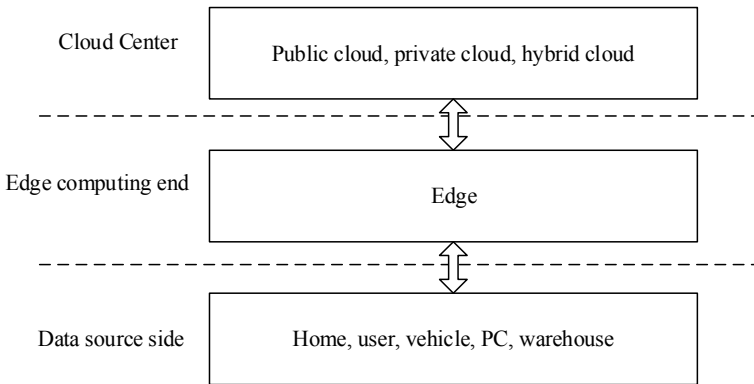 Cloud Center
Public cloud, private cloud, hybrid cloud
Edge computing end
Edge
Data source side
Home, user, vehicle, PC, warehouse